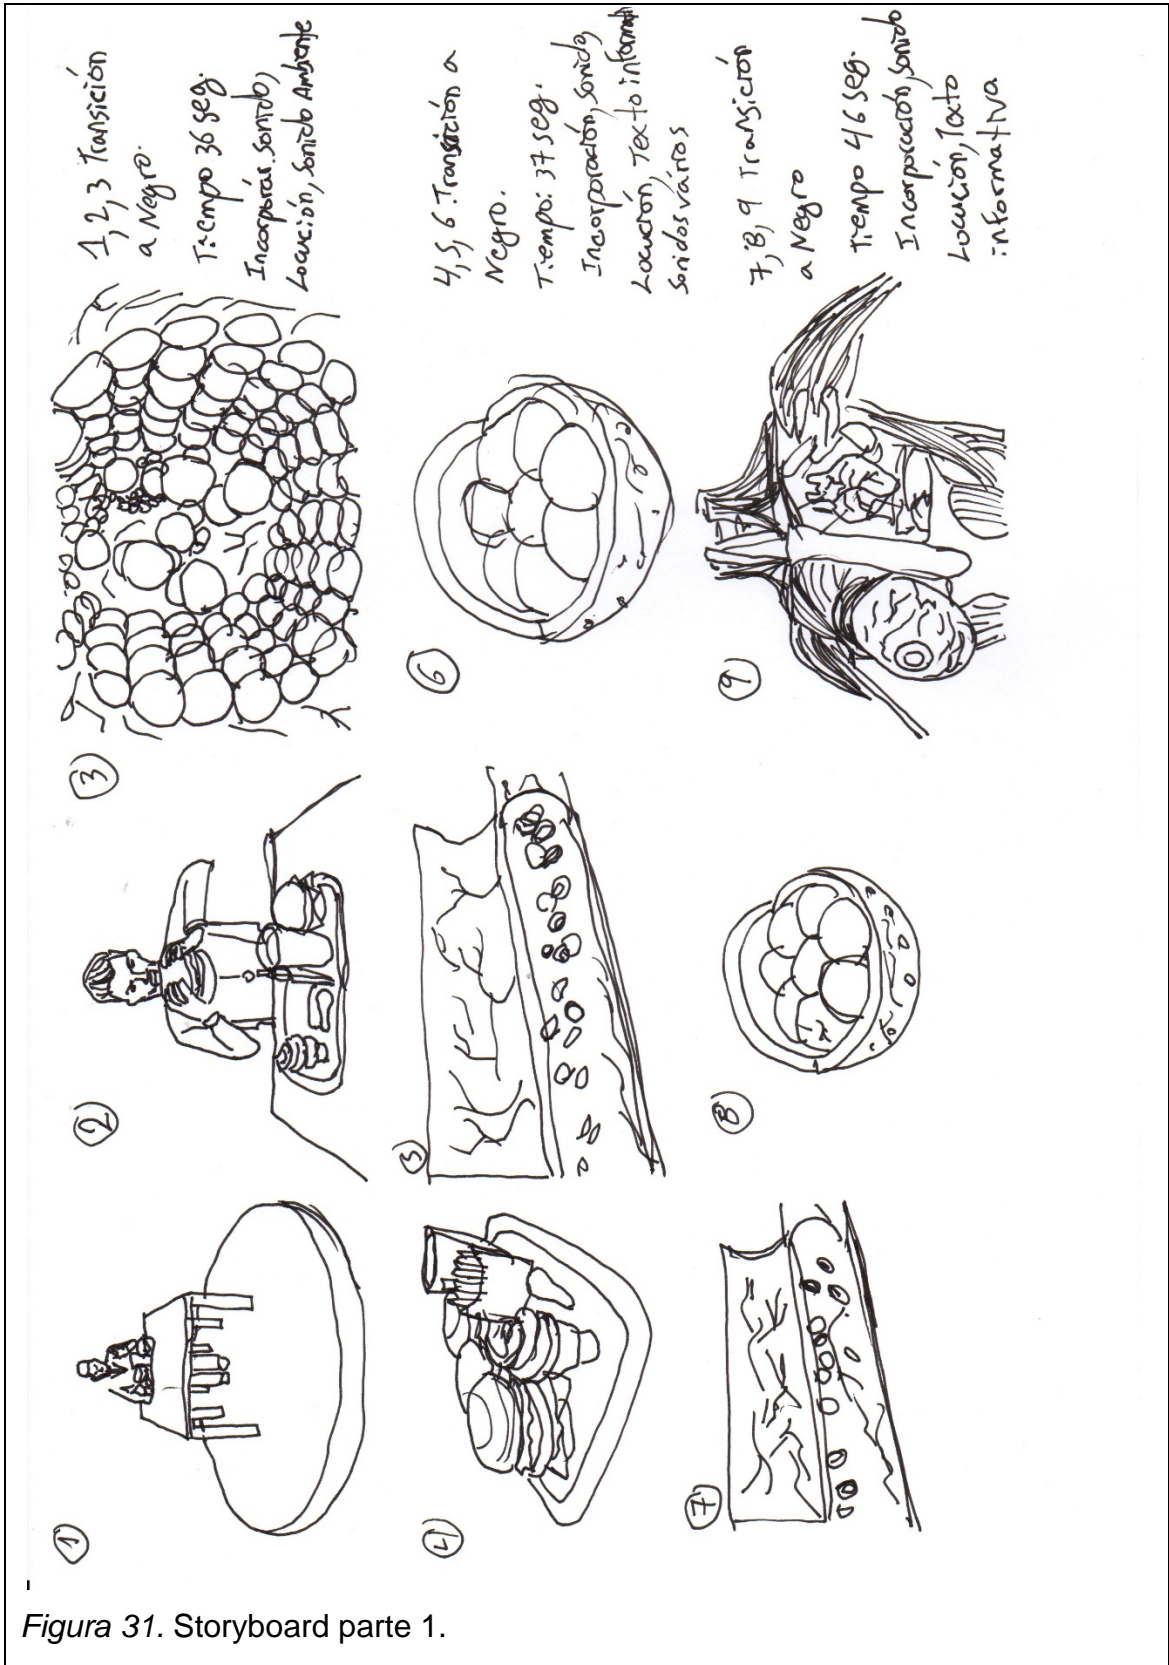 1
2
3
1, 2, 3 Transición
a Negro.
Tiempo 36 seg.
Incorporar sonido,
Locución, sonido Ambiente
4
5
6
4, 5, 6 Transición a
Negro.
Tiempo: 37 seg.
Incorporación, sonido,
Locución, Texto informati
sonidos varios
7
8
9
7, 8, 9 Transición
a Negro
Tiempo 46 seg.
Incorporación, sonido
Locución, Texto
informativa
Figura 31. Storyboard parte 1.